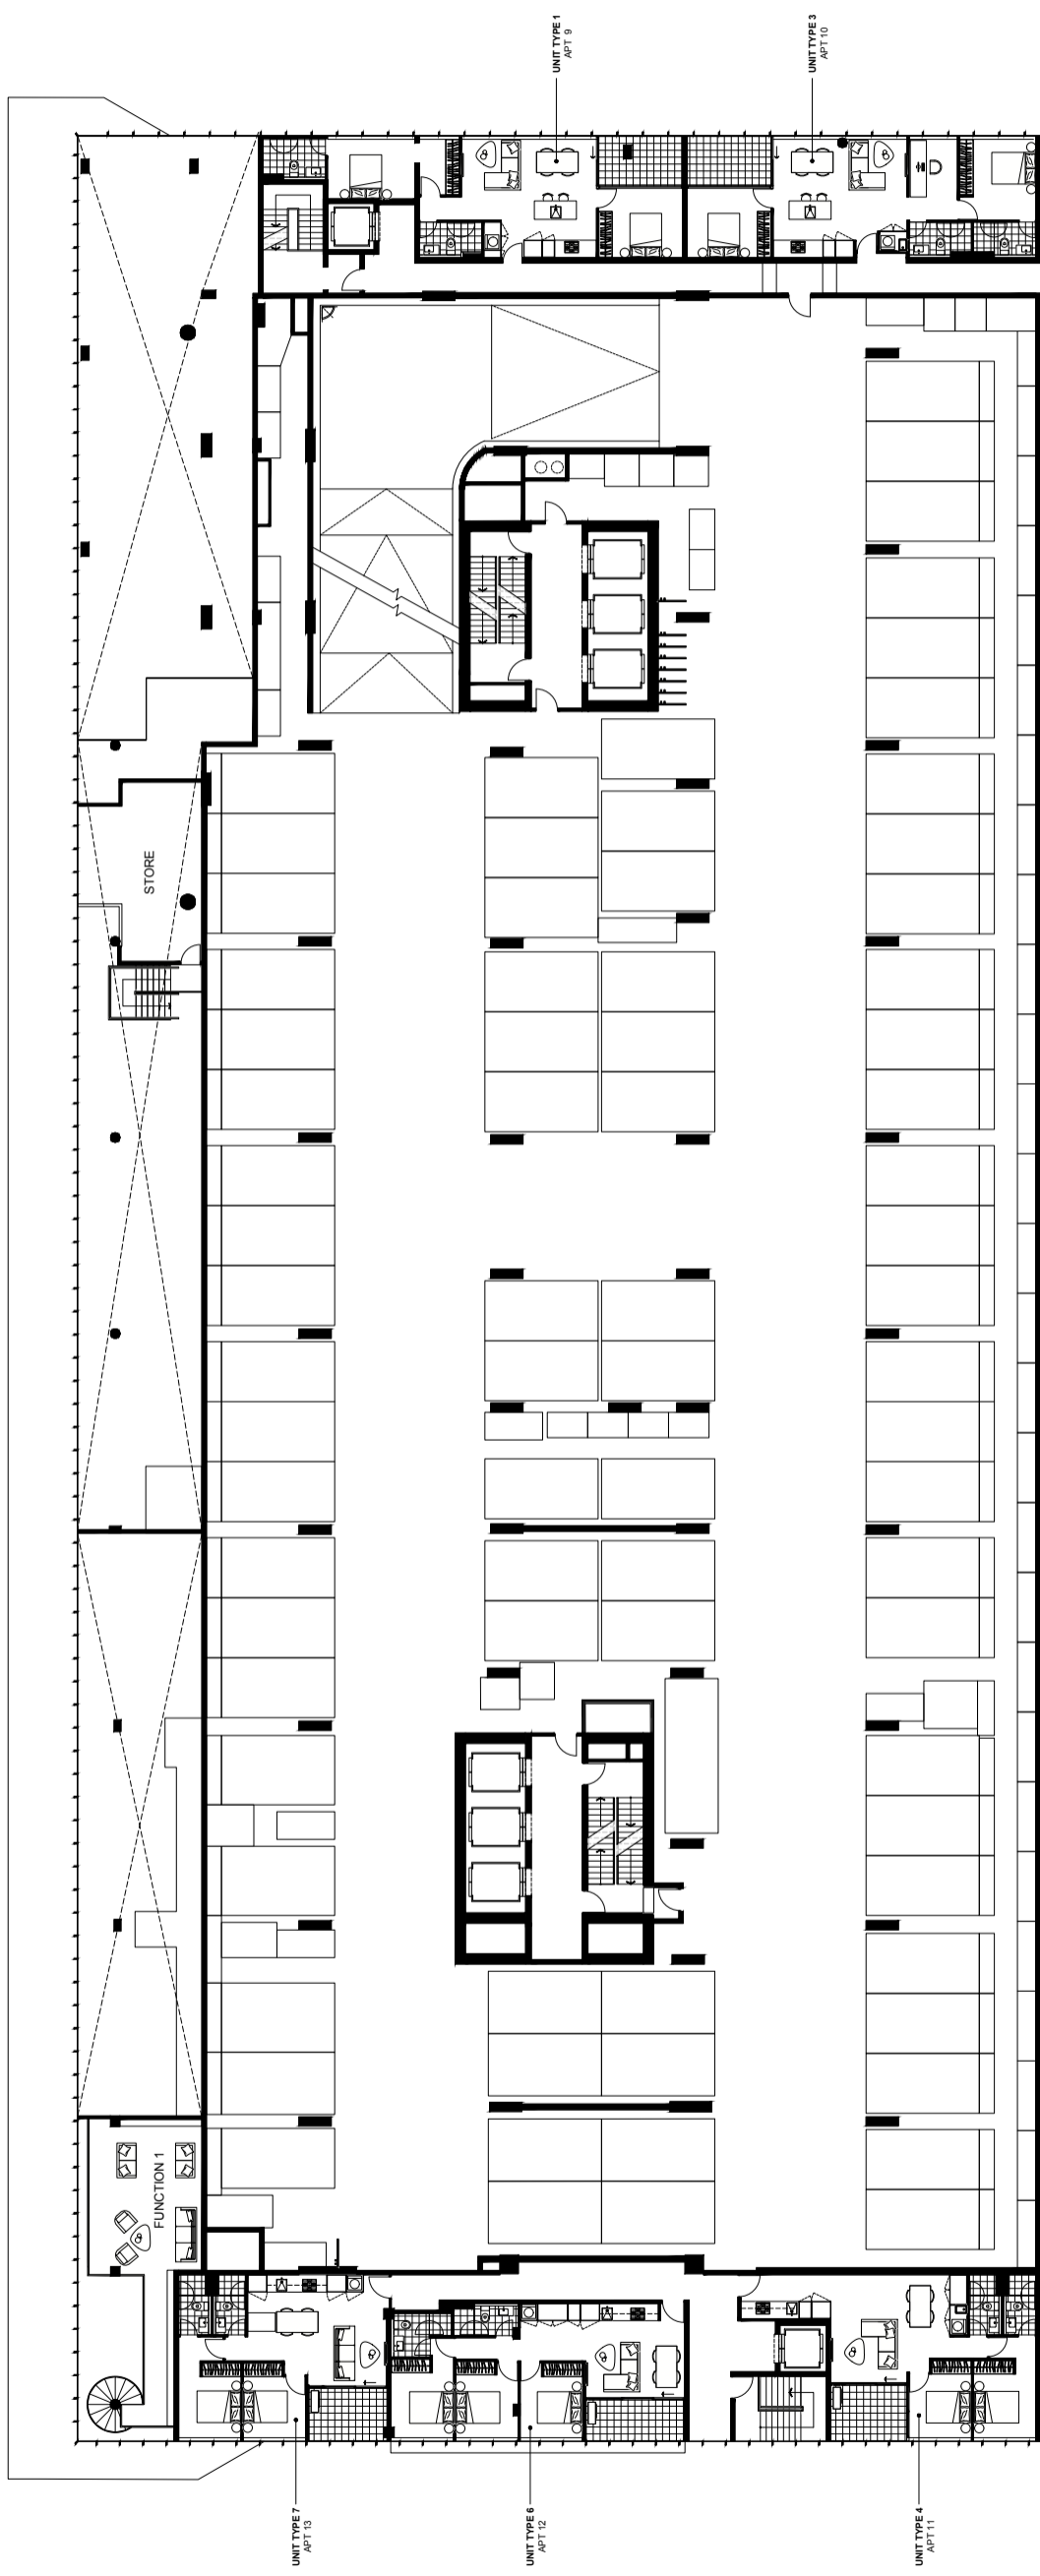 UNIT TYPE 1
APT 9
UNIT TYPE 3
APT 10
STORE
FUNCTION 1
UNIT TYPE 7
APT 13
UNIT TYPE 6
APT 12
UNIT TYPE 4
APT 11